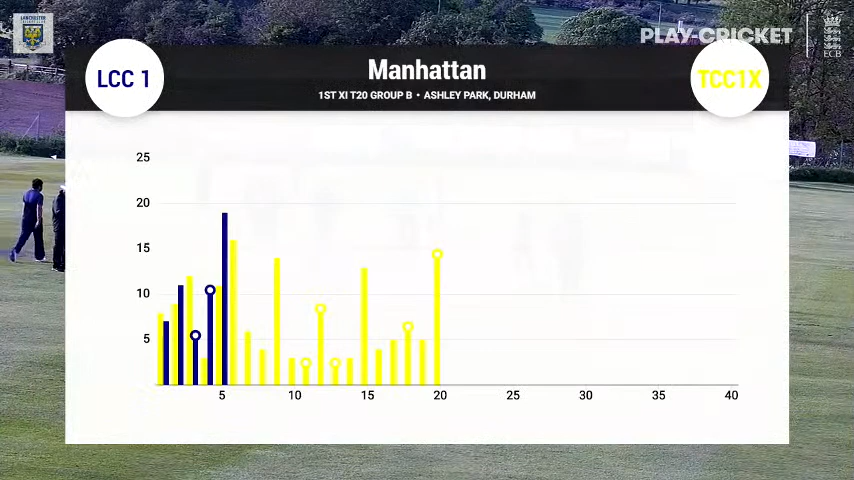 LANCHESTER
PLAY-CRICKET
ECB
LCC 1
Manhattan
TCC1X
1ST XI T20 GROUP B • ASHLEY PARK, DURHAM
25
20
15
10
5
5 10 15 20 25 30 35 40